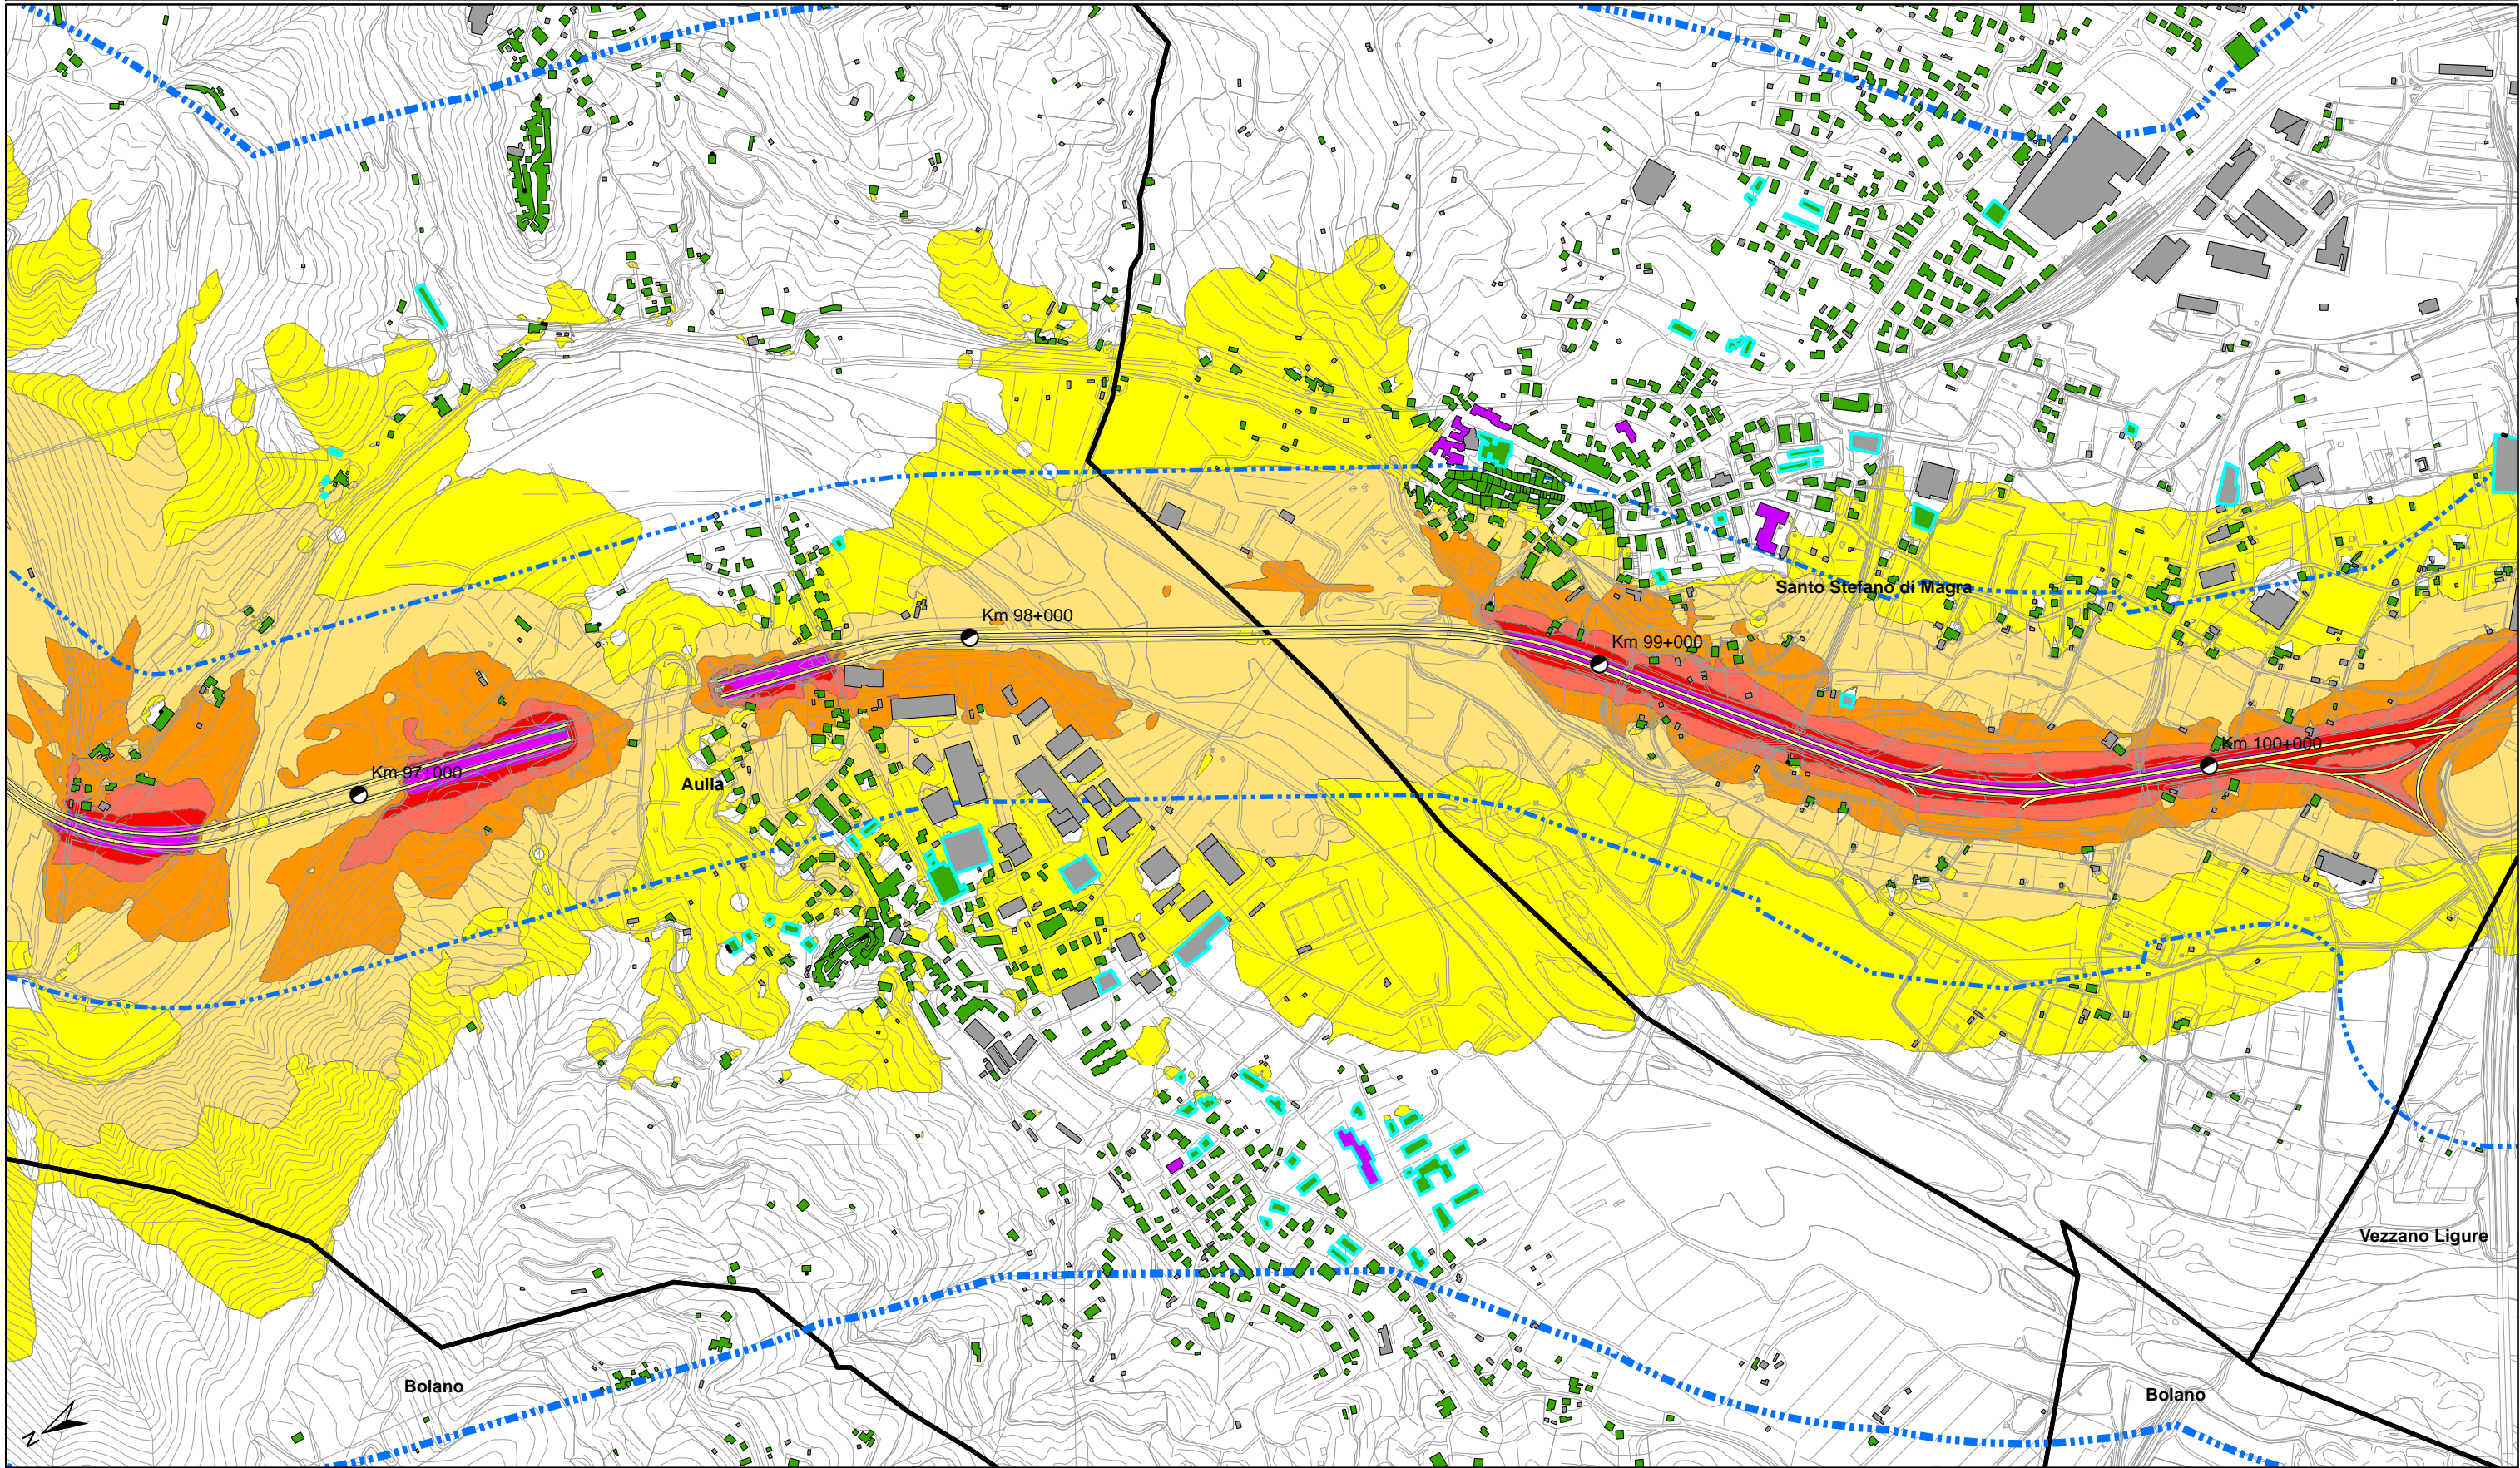 Santo Stefano di Magra
Km 98+000
Km 99+000
Km 100+000
Km 97+000
Aulla
Vezzano Ligure
Bolano
Bolano
N